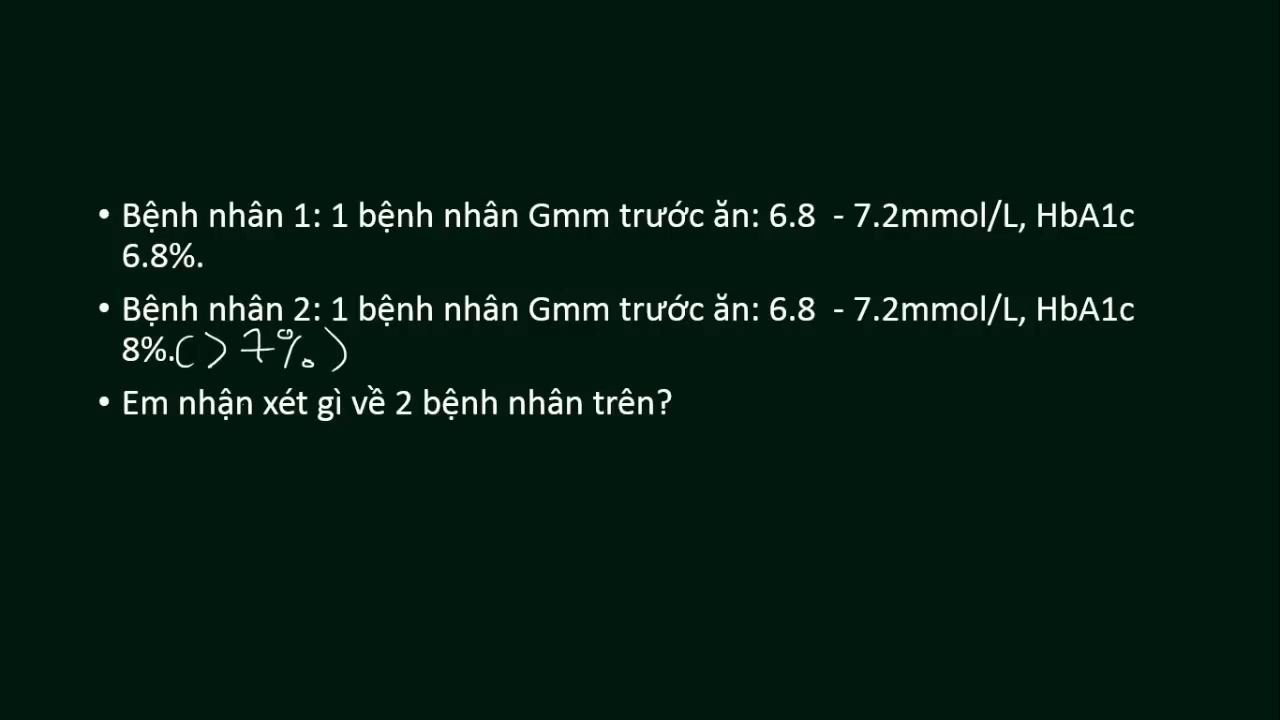 • Bệnh nhân 1: 1 bệnh nhân Gmm trước ăn: 6.8 - 7.2mmol/L, HbA1c
6.8%.
• Bệnh nhân 2: 1 bệnh nhân Gmm trước ăn: 6.8 - 7.2mmol/L, HbA1c
8%.(>7%)
• Em nhận xét gì về 2 bệnh nhân trên?